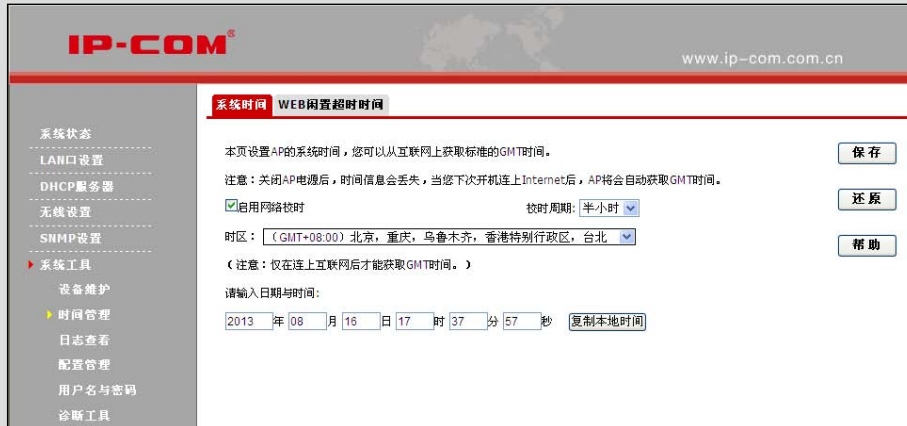 IP-COM®
www.ip-com.com.cn
系统时间 WEB闲置超时时间
系统状态
LAN口设置
DHCP服务器
无线设置
SNMP设置
系统工具
设备维护
时间管理
日志查看
配置管理
用户名与密码
诊断工具
本页设置AP的系统时间，您可以从互联网上获取标准的GMT时间。
注意：关闭AP电源后，时间信息会丢失，当您下次开机连上Internet后，AP将会自动获取GMT时间。
启用网络校时 校时周期: 半小时
时区： （GMT+08:00）北京，重庆，乌鲁木齐，香港特别行政区，台北
（注意：仅在连上互联网后才能获取GMT时间。）
请输入日期与时间:
2013 年 08 月 16 日 17 时 37 分 57 秒 复制本地时间
保存
还原
帮助